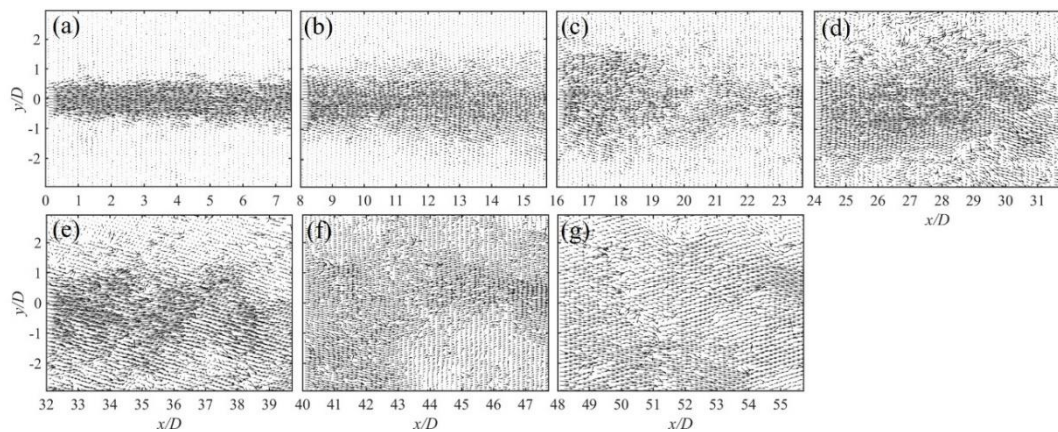 (a) (b) (c) (d)
2
1
0
-1
-2
y/D
0 1 2 3 4 5 6 7
8 9 10 11 12 13 14 15
16 17 18 19 20 21 22 23
24 25 26 27 28 29 30 31
x/D
(e) (f) (g)
2
1
0
-1
-2
y/D
32 33 34 35 36 37 38 39
40 41 42 43 44 45 46 47
48 49 50 51 52 53 54 55
x/D x/D x/D